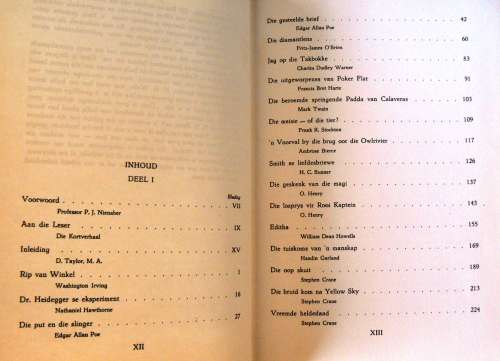 INHOUD
DEEL I
Bladsy
Voorwoord VII
Professor P. J. Nienaber
Aan die Leser IX
Die Kortverhaal
Inleiding XV
D. Taylor, M. A.
Rip van Winkel 1
Washington Irving
Dr. Heidegger se eksperiment 16
Nathaniel Hawthorne
Die put en die slinger 27
Edgar Allan Poe
XII
Die gesteelde brief 42
Edgar Allan Poe
Die diamantlens 60
Fritz-James O'Brien
Jag op die Takbokke 83
Charles Dudley Warner
Die uitgeworpenes van Poker Flat 91
Francis Bret Harte
Die beroemde springende Padda van Calaveras 103
Mark Twain
Die meisie — of die tier? 109
Frank R. Stockton
'n Voorval by die brug oor die Owlrivier 117
Ambrose Bierce
Smith se liefdesbriewe 122
H. C. Bunner
Die geskenk van die magi 137
O. Henry
Die losprys vir Rooi Kaptein 143
O. Henry
Editha 155
William Dean Howells
Die tuiskoms van 'n manskap 169
Hamlin Garland
Die oop skuit 189
Stephen Crane
Die bruid kom na Yellow Sky 213
Stephen Crane
Vreemde heldedaad 224
Stephen Crane
XIII